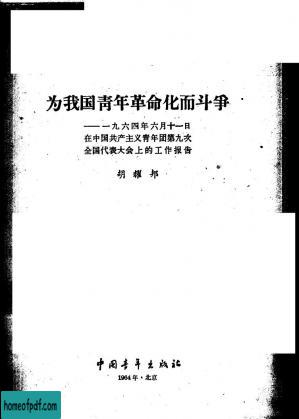 为我国青年革命化而斗争
——一九六四年六月十一日
在中国共产主义青年团第九次
全国代表大会上的工作报告
胡耀邦
中国青年出版社
1964年·北京
homeofpdf.com